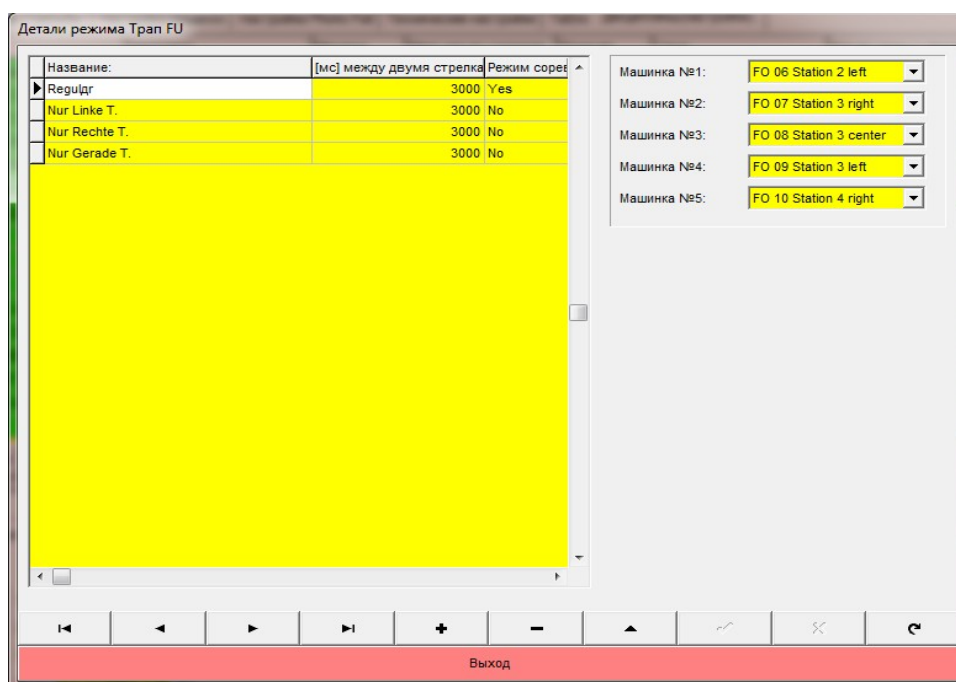 Детали режима Трап FU
Название: [мс] между двумя стрелка Режим сорев
Regulдг 3000 Yes
Nur Linke T. 3000 No
Nur Rechte T. 3000 No
Nur Gerade T. 3000 No
Машинка №1: FO 06 Station 2 left
Машинка №2: FO 07 Station 3 right
Машинка №3: FO 08 Station 3 center
Машинка №4: FO 09 Station 3 left
Машинка №5: FO 10 Station 4 right
Выход